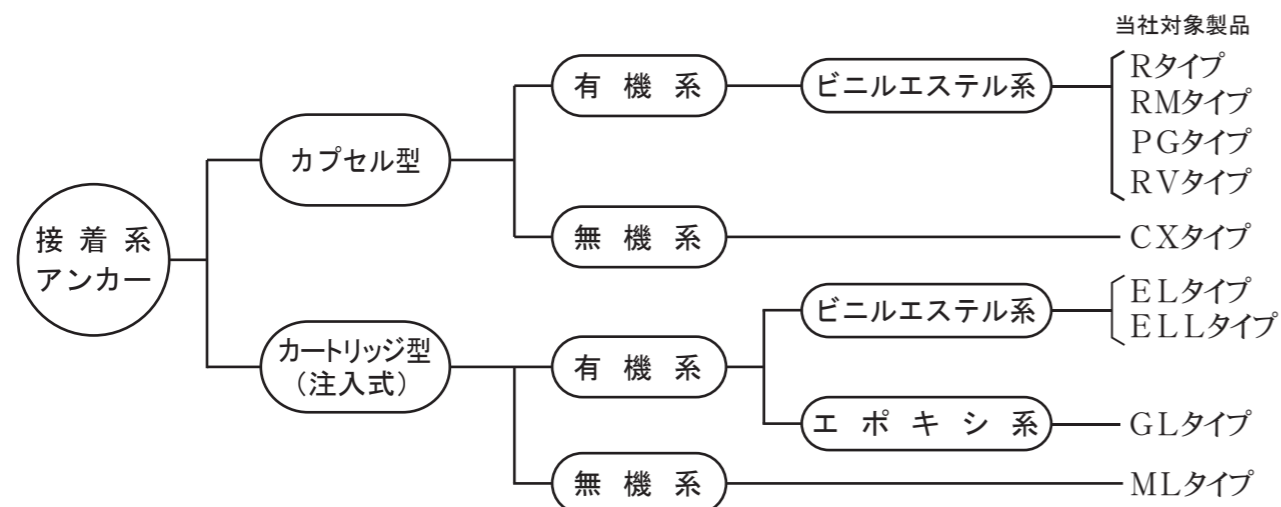 当社対象製品
接着系
アンカー
カプセル型
有機系
ビニルエステル系
Rタイプ
RMタイプ
PGタイプ
RVタイプ
無機系
CXタイプ
カートリッジ型
（注入式）
有機系
ビニルエステル系
ELタイプ
ELLタイプ
エポキシ系
GLタイプ
無機系
MLタイプ